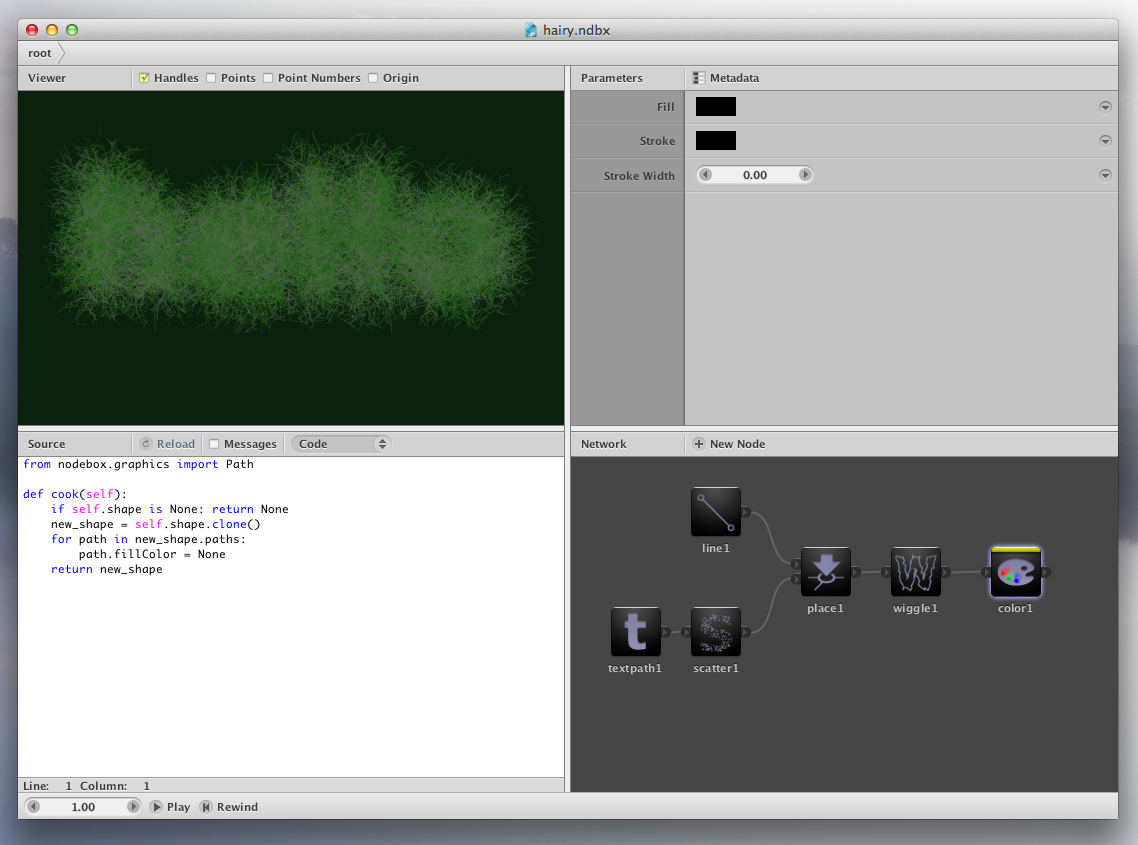 hairy.ndbx
root
Viewer Handles Points Point Numbers Origin
Parameters Metadata
Fill
Stroke
Stroke Width 0.00
Source Reload Messages Code
from nodebox.graphics import Path
def cook(self):
    if self.shape is None: return None
    new_shape = self.shape.clone()
    for path in new_shape.paths:
        path.fillColor = None
    return new_shape
Line: 1 Column: 1
Network New Node
line1
place1
wiggle1
color1
t
S
textpath1
scatter1
1.00 Play Rewind